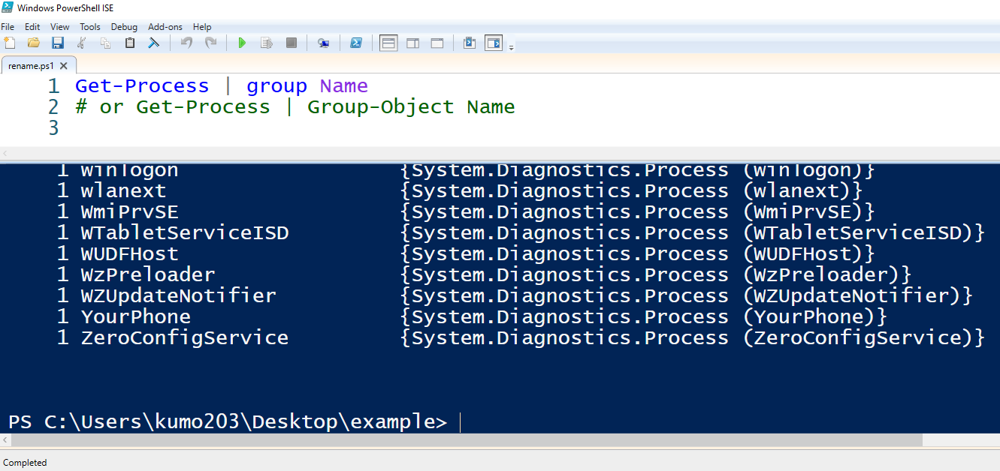 Windows PowerShell ISE
File Edit View Tools Debug Add-ons Help
rename.ps1
1 Get-Process | group Name
2 # or Get-Process | Group-Object Name
3
1 winlogon {System.Diagnostics.Process (winlogon)}
1 wlanext {System.Diagnostics.Process (wlanext)}
1 WmiPrvSE {System.Diagnostics.Process (WmiPrvSE)}
1 WTabletServiceISD {System.Diagnostics.Process (WTabletServiceISD)}
1 WUDFHost {System.Diagnostics.Process (WUDFHost)}
1 WzPreloader {System.Diagnostics.Process (WzPreloader)}
1 WZUpdateNotifier {System.Diagnostics.Process (WZUpdateNotifier)}
1 YourPhone {System.Diagnostics.Process (YourPhone)}
1 ZeroConfigService {System.Diagnostics.Process (ZeroConfigService)}
PS C:\Users\kumo203\Desktop\example>
Completed